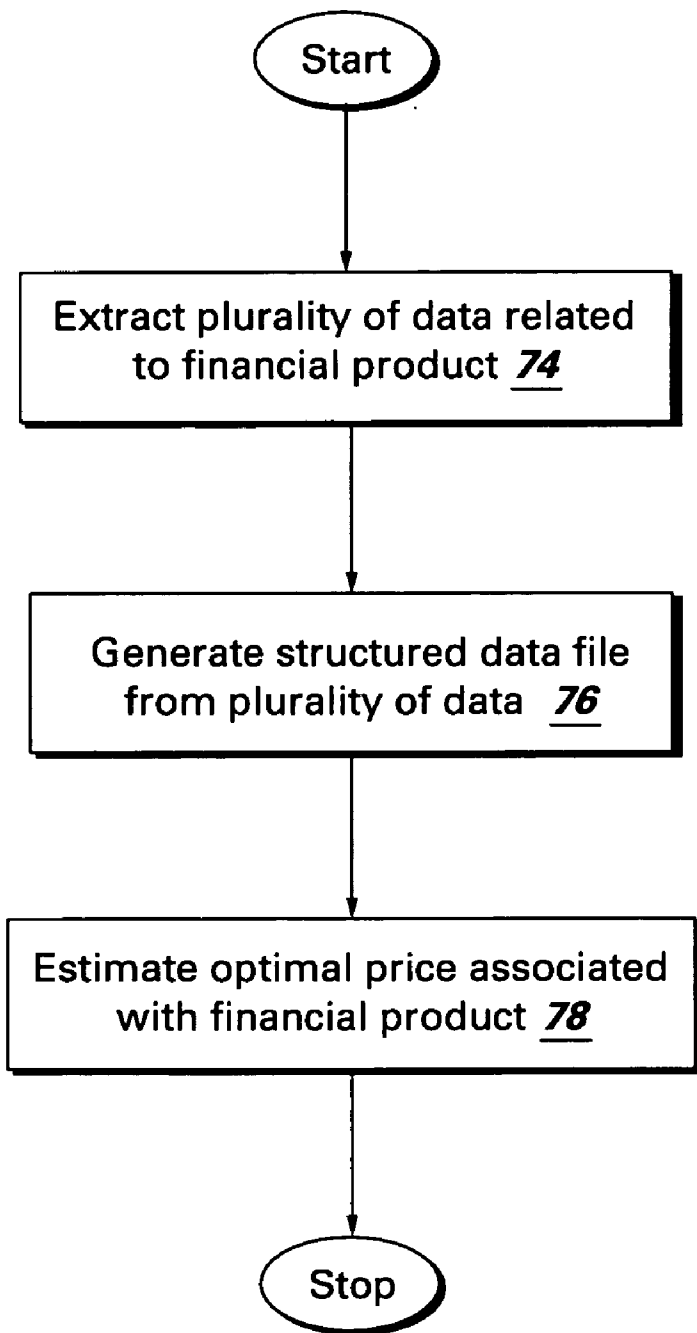 Start
Extract plurality of data related
to financial product 74
Generate structured data file
from plurality of data 76
Estimate optimal price associated
with financial product 78
Stop